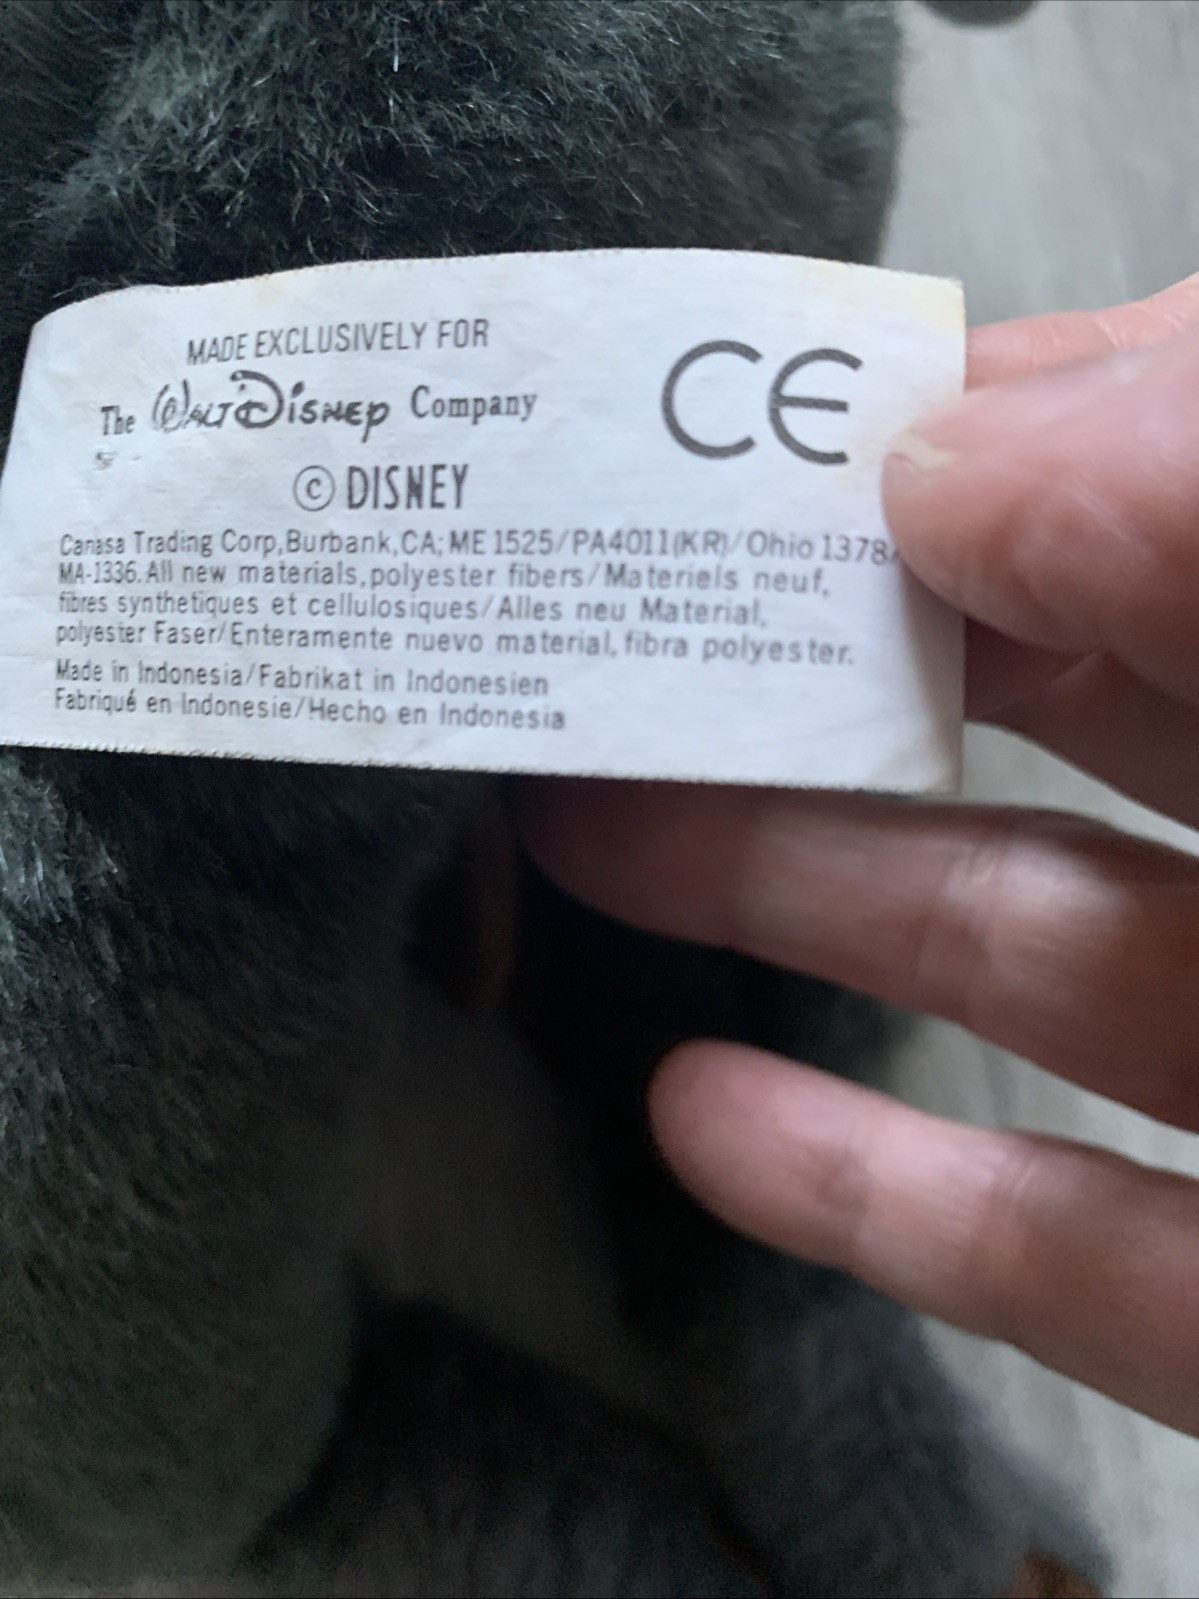 MADE EXCLUSIVELY FOR
The WALT DISNEY Company
CE
© DISNEY
Canasa Trading Corp,Burbank,CA; ME 1525/PA4011(KR)/Ohio 1378
MA-1336. All new materials,polyester fibers/Materiels neuf,
fibres synthetiques et cellulosiques/Alles neu Material,
polyester Faser/Enteramente nuevo material, fibra polyester.
Made in Indonesia/Fabrikat in Indonesien
Fabriqué en Indonesie/Hecho en Indonesia